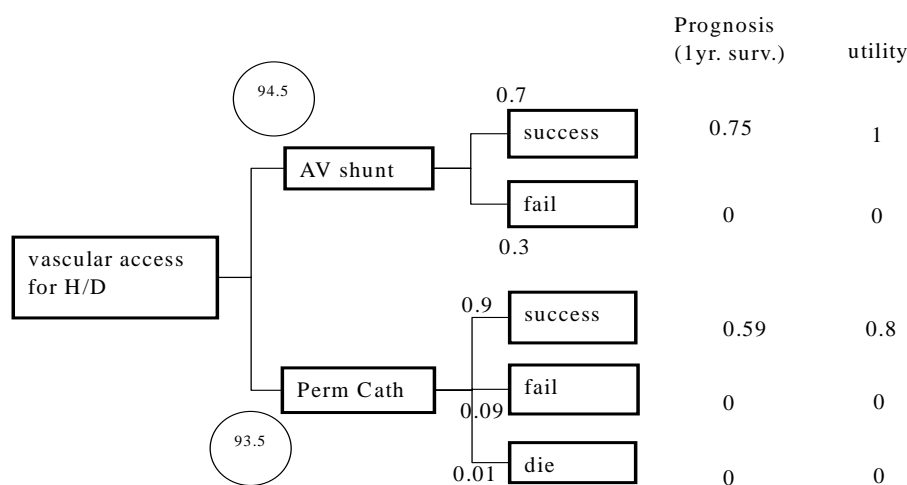 Prognosis
(1yr. surv.)
utility
94.5
0.7
success
0.75
1
AV shunt
fail
0
0
0.3
vascular access
for H/D
0.9
success
0.59
0.8
Perm Cath
fail
0.09
0
0
93.5
die
0.01
0
0